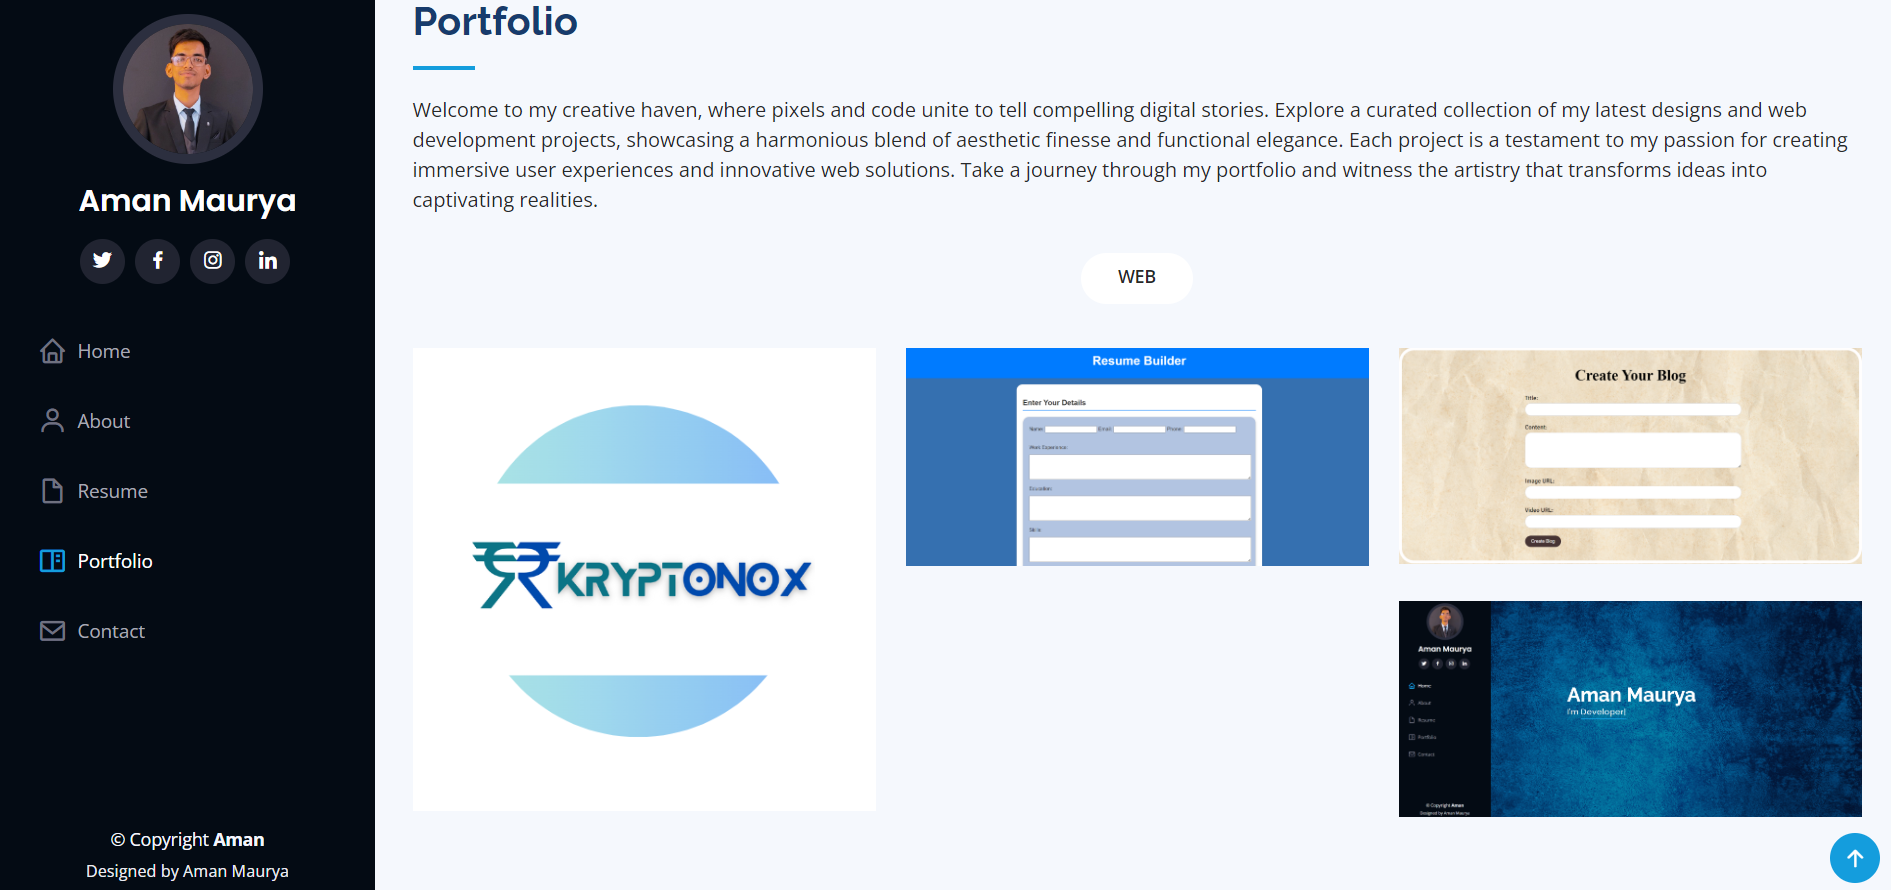 Aman Maurya
Home
About
Resume
Portfolio
Contact
© Copyright Aman
Designed by Aman Maurya
Portfolio
Welcome to my creative haven, where pixels and code unite to tell compelling digital stories. Explore a curated collection of my latest designs and web
development projects, showcasing a harmonious blend of aesthetic finesse and functional elegance. Each project is a testament to my passion for creating
immersive user experiences and innovative web solutions. Take a journey through my portfolio and witness the artistry that transforms ideas into
captivating realities.
WEB
KRYPTONOX
Resume Builder
Enter Your Details
Name: Email: Phone:
Work Experience:
Education:
Create Your Blog
Title:
Content:
Image URL:
Video URL:
Create Blog
Aman Maurya
Home
About
Resume
Portfolio
Contact
© Copyright Aman
Designed by Aman Maurya
Aman Maurya
I'm Developer|